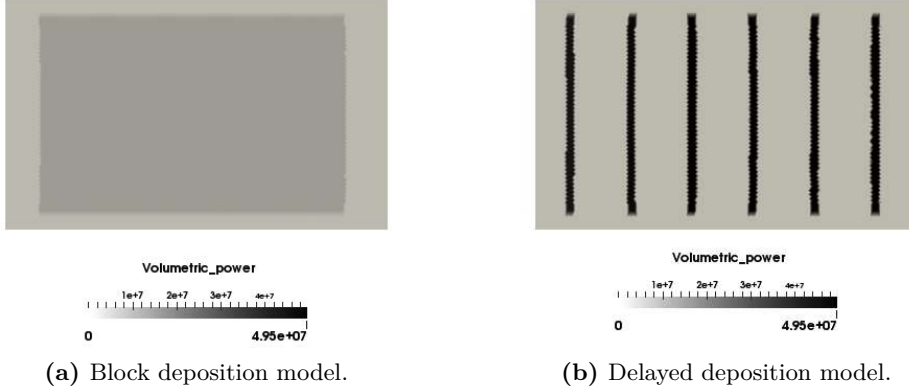 Volumetric_power
1e+7 2e+7 3e+7 4e+7
0 4.95e+07
(a) Block deposition model.
Volumetric_power
1e+7 2e+7 3e+7 4e+7
0 4.95e+07
(b) Delayed deposition model.